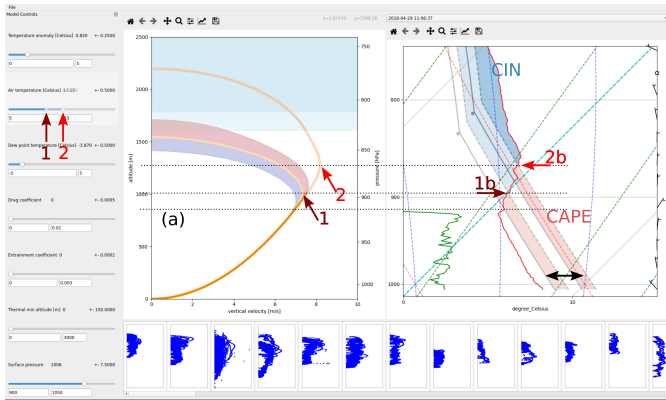 File
Model Controls
Temperature anomaly [Celsius] 0.820 +- 0.2500
0 5
Air temperature [Celsius] +- 0.5000
5
1 2
Dew point temperature [Celsius] -3.870 +- 0.5000
-5 5
Drag coefficient 0 +- 0.0005
0 0.01
Entrainment coefficient 0 +- 0.0002
0 0.003
Thermal min altitude [m] 0 +- 150.0000
0 3000
Surface pressure 1008 +- 7.5000
900 1050
2500
2000
1500
1000
500
0
altitude [m]
0 2 4 6 8 10
vertical velocity [m/s]
750
800
850
900
950
1000
pressure [hPa]
(a)
1
2
2018-04-29 11:06:37
800
900
1000
0 10
degree_Celsius
CIN
2b
1b
CAPE